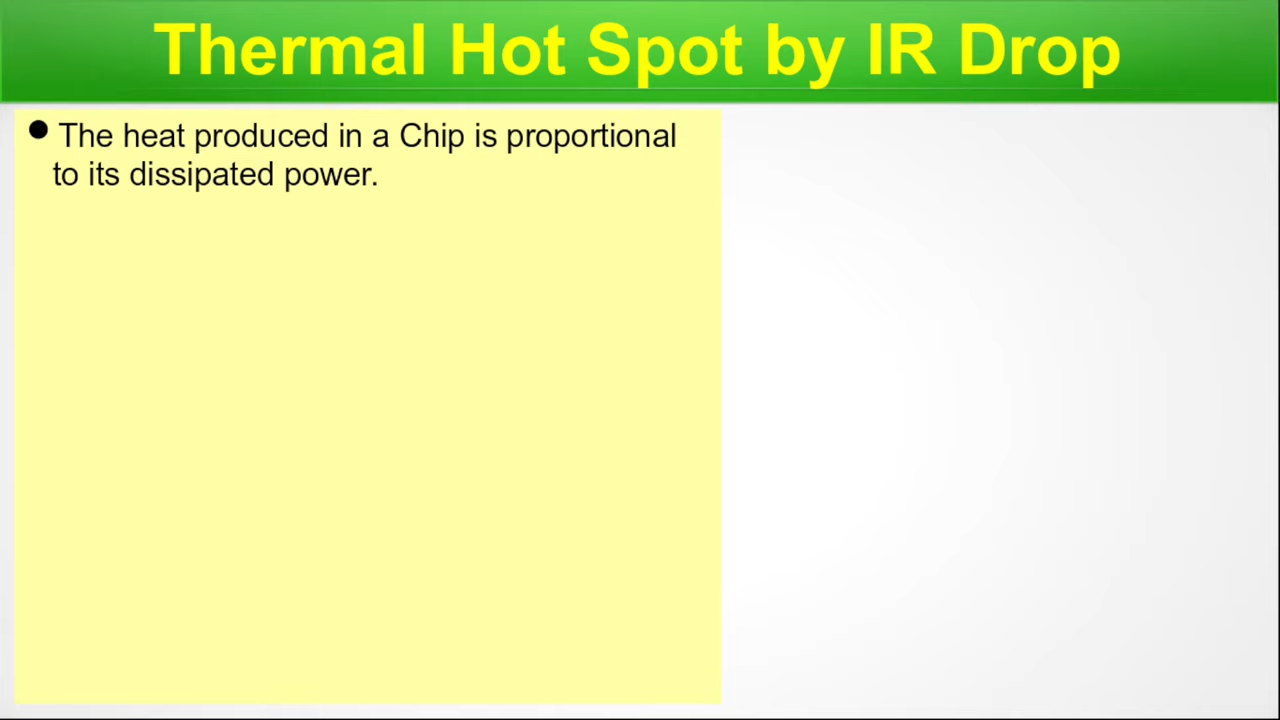 Thermal Hot Spot by IR Drop
● The heat produced in a Chip is proportional
to its dissipated power.